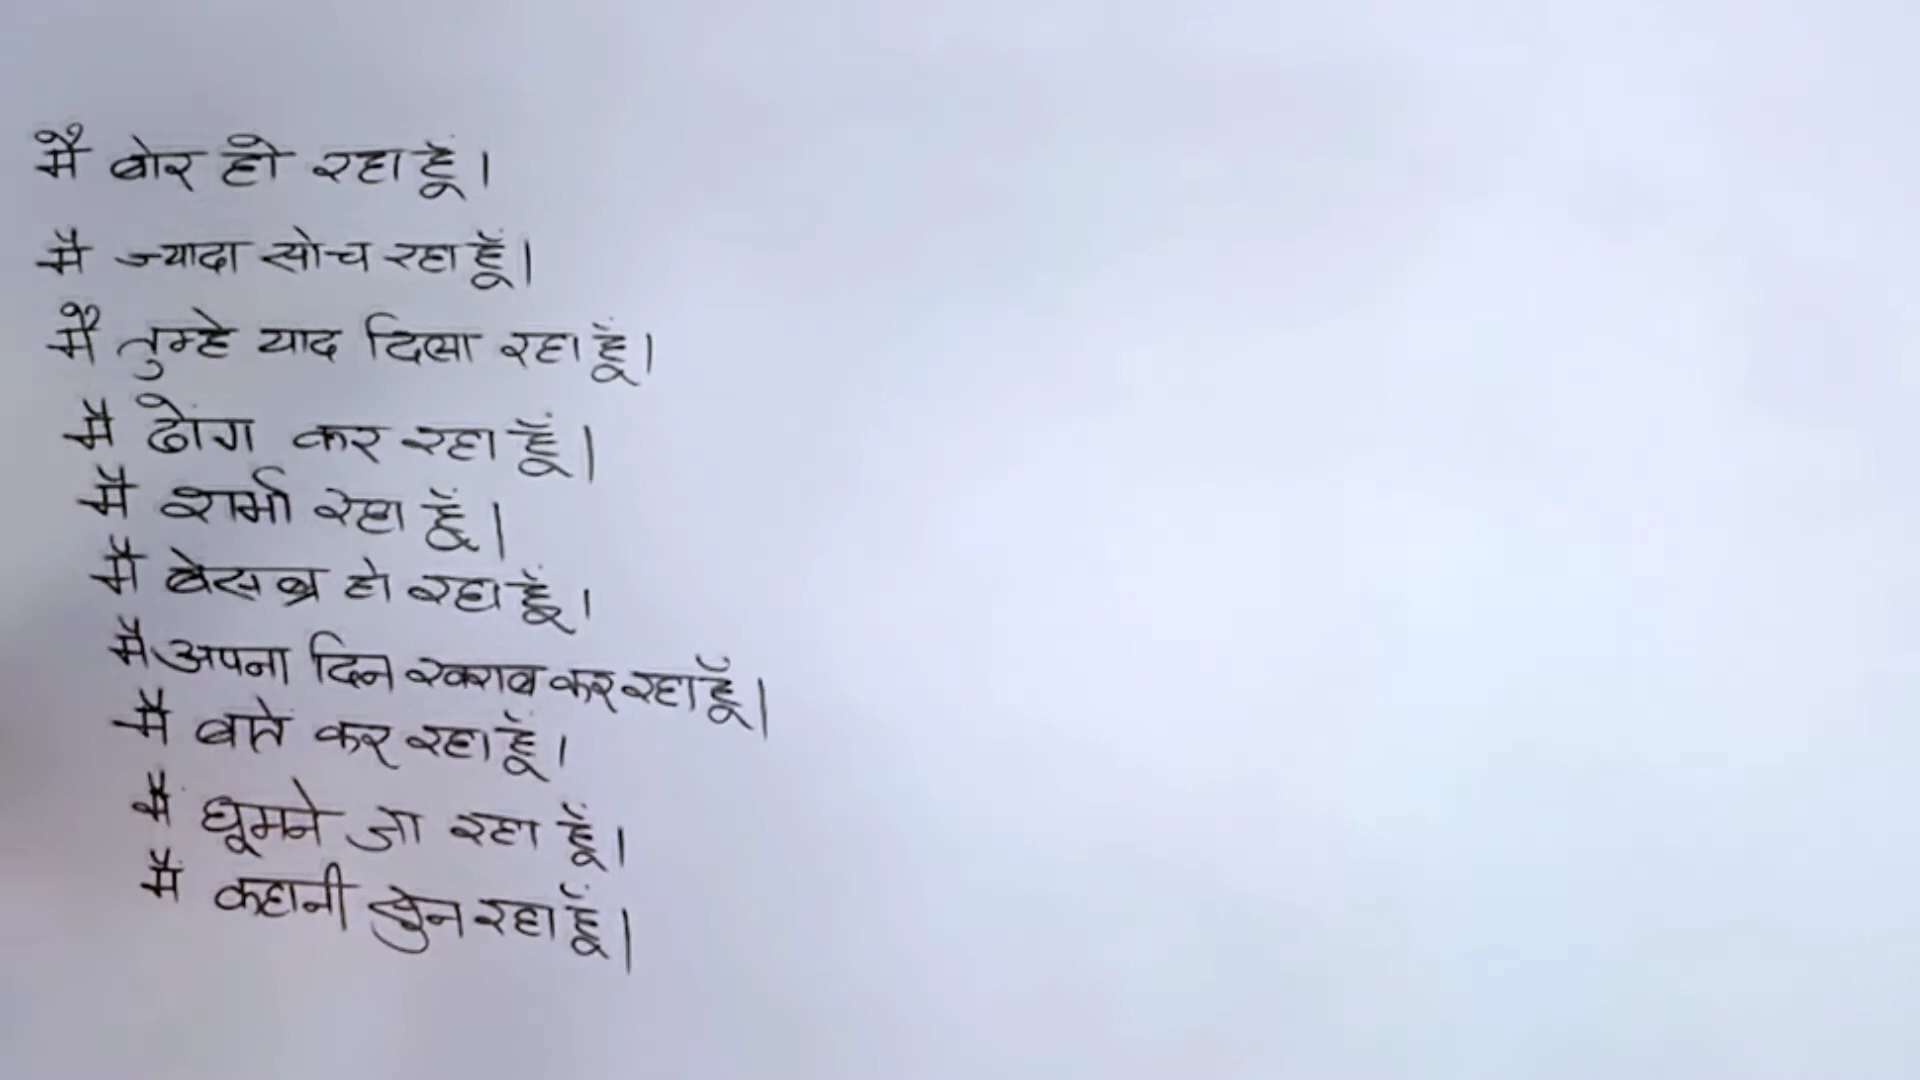 मैं बोर हो रहा हूँ।
मैं ज्यादा सोच रहा हूँ।
मैं तुम्हे याद दिला रहा हूँ।
मैं ढोंग कर रहा हूँ।
मैं शर्मा रहा हूँ।
मैं बेसब्र हो रहा हूँ।
मैं अपना दिन खराब कर रहा हूँ।
मैं बाते कर रहा हूँ।
मैं घूमने जा रहा हूँ।
मैं कहानी सुन रहा हूँ।